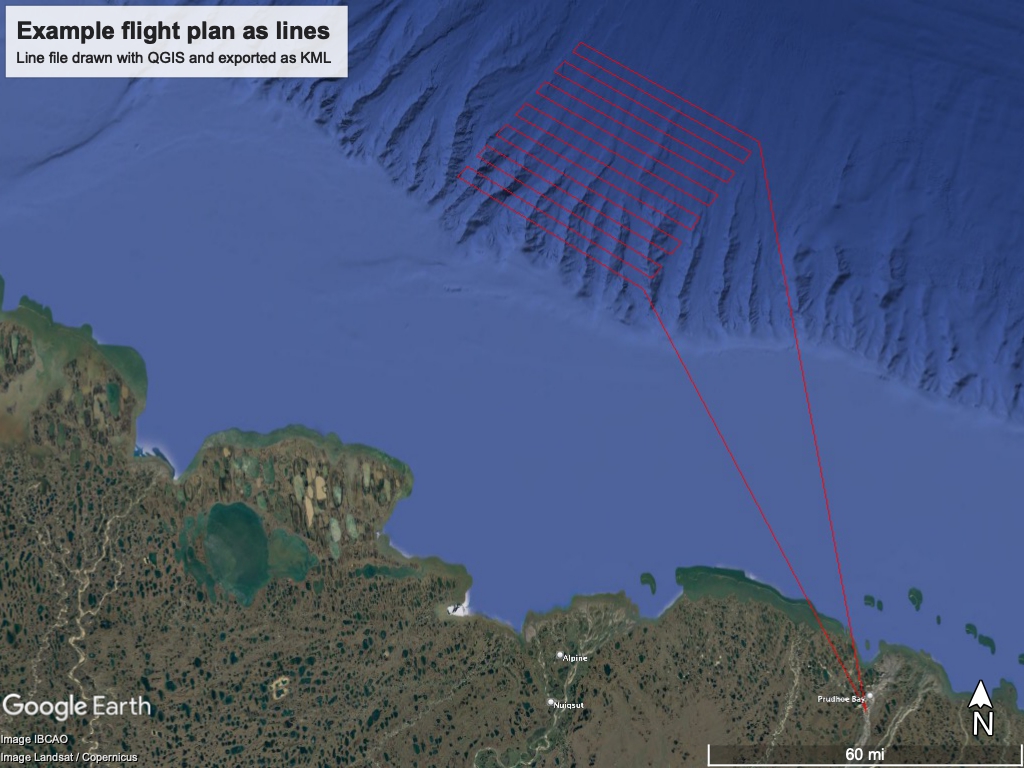 Example flight plan as lines
Line file drawn with QGIS and exported as KML
Alpine
Nuiqsut
Prudhoe Bay
Google Earth
N
Image IBCAO
60 mi
Image Landsat / Copernicus